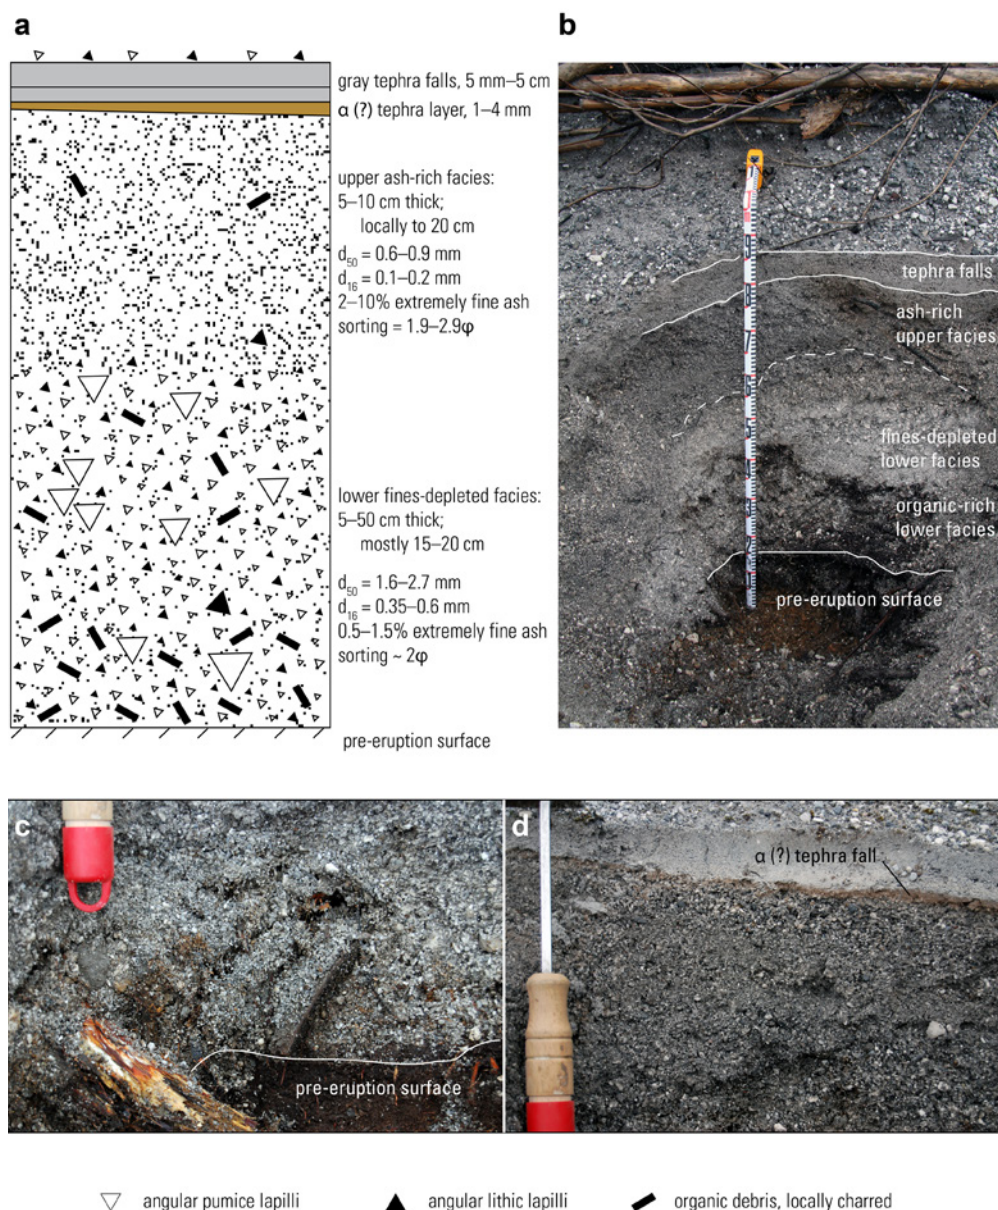 a
gray tephra falls, 5 mm–5 cm
α (?) tephra layer, 1–4 mm
upper ash-rich facies:
5–10 cm thick;
locally to 20 cm
d50 = 0.6–0.9 mm
d16 = 0.1–0.2 mm
2–10% extremely fine ash
sorting = 1.9–2.9φ
lower fines-depleted facies:
5–50 cm thick;
mostly 15–20 cm
d50 = 1.6–2.7 mm
d16 = 0.35–0.6 mm
0.5–1.5% extremely fine ash
sorting ~ 2φ
pre-eruption surface
b
tephra falls
ash-rich
upper facies
fines-depleted
lower facies
organic-rich
lower facies
pre-eruption surface
c
pre-eruption surface
d
α (?) tephra fall
angular pumice lapilli
angular lithic lapilli
organic debris, locally charred